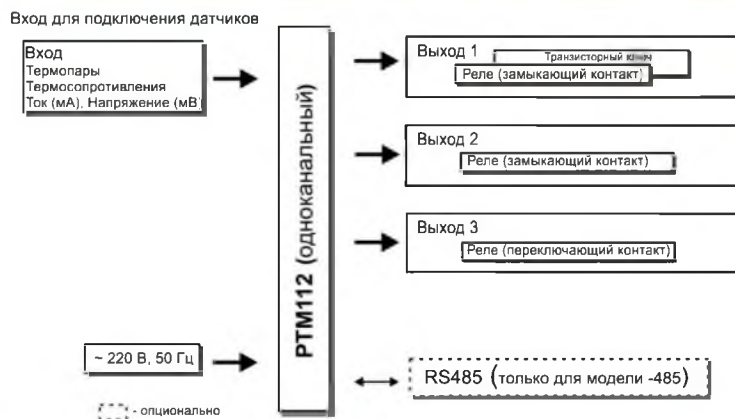 Вход для подключения датчиков
Вход
Термопары
Термосопротивления
Ток (мА), Напряжение (мВ)
РТМ112 (одноканальный)
Выход 1
Транзисторный ключ
Реле (замыкающий контакт)
Выход 2
Реле (замыкающий контакт)
Выход 3
Реле (переключающий контакт)
~ 220 В, 50 Гц
RS485 (только для модели -485)
- опционально